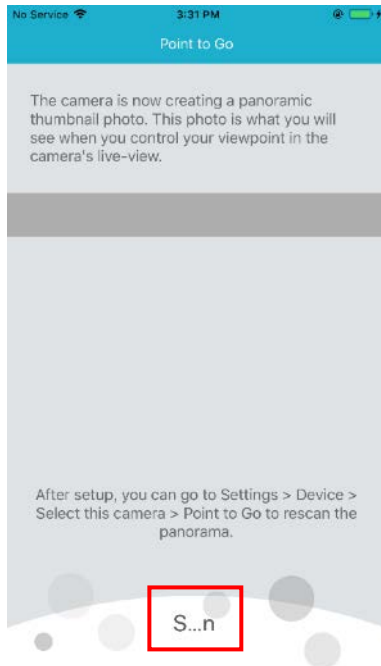 No Service 3:31 PM
Point to Go
The camera is now creating a panoramic
thumbnail photo. This photo is what you will
see when you control your viewpoint in the
camera's live-view.
After setup, you can go to Settings > Device >
Select this camera > Point to Go to rescan the
panorama.
S...n